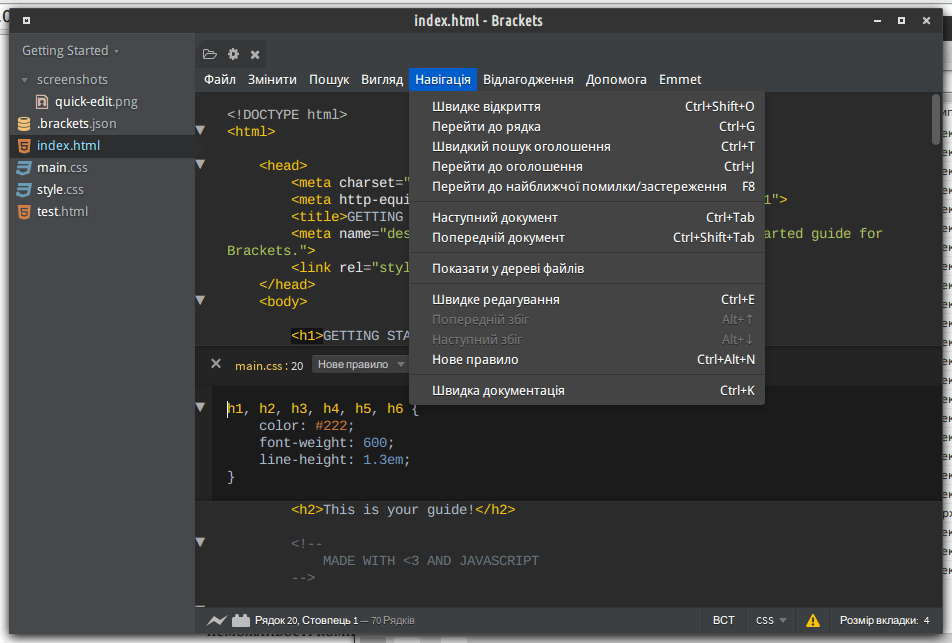 index.html - Brackets
Getting Started
screenshots
quick-edit.png
.brackets.json
index.html
main.css
style.css
test.html
Файл Змінити Пошук Вигляд Навігація Відлагодження Допомога Emmet
Швидке відкриття Ctrl+Shift+O
Перейти до рядка Ctrl+G
Швидкий пошук оголошення Ctrl+T
Перейти до оголошення Ctrl+J
Перейти до найближчої помилки/застереження F8
Наступний документ Ctrl+Tab
Попередній документ Ctrl+Shift+Tab
Показати у дереві файлів
Швидке редагування Ctrl+E
Попередній збіг Alt+↑
Наступний збіг Alt+↓
Нове правило Ctrl+Alt+N
Швидка документація Ctrl+K
<!DOCTYPE html>
<html>
<head>
<meta charset="
<meta http-equi 1">
<title>GETTING
<meta name="des arted guide for
Brackets.">
<link rel="styl
</head>
<body>
<h1>GETTING STA
main.css : 20 Нове правило
h1, h2, h3, h4, h5, h6 {
color: #222;
font-weight: 600;
line-height: 1.3em;
}
<h2>This is your guide!</h2>
<!--
MADE WITH <3 AND JAVASCRIPT
-->
Рядок 20, Стовпець 1 — 70 Рядків ВСТ CSS Розмір вкладки: 4